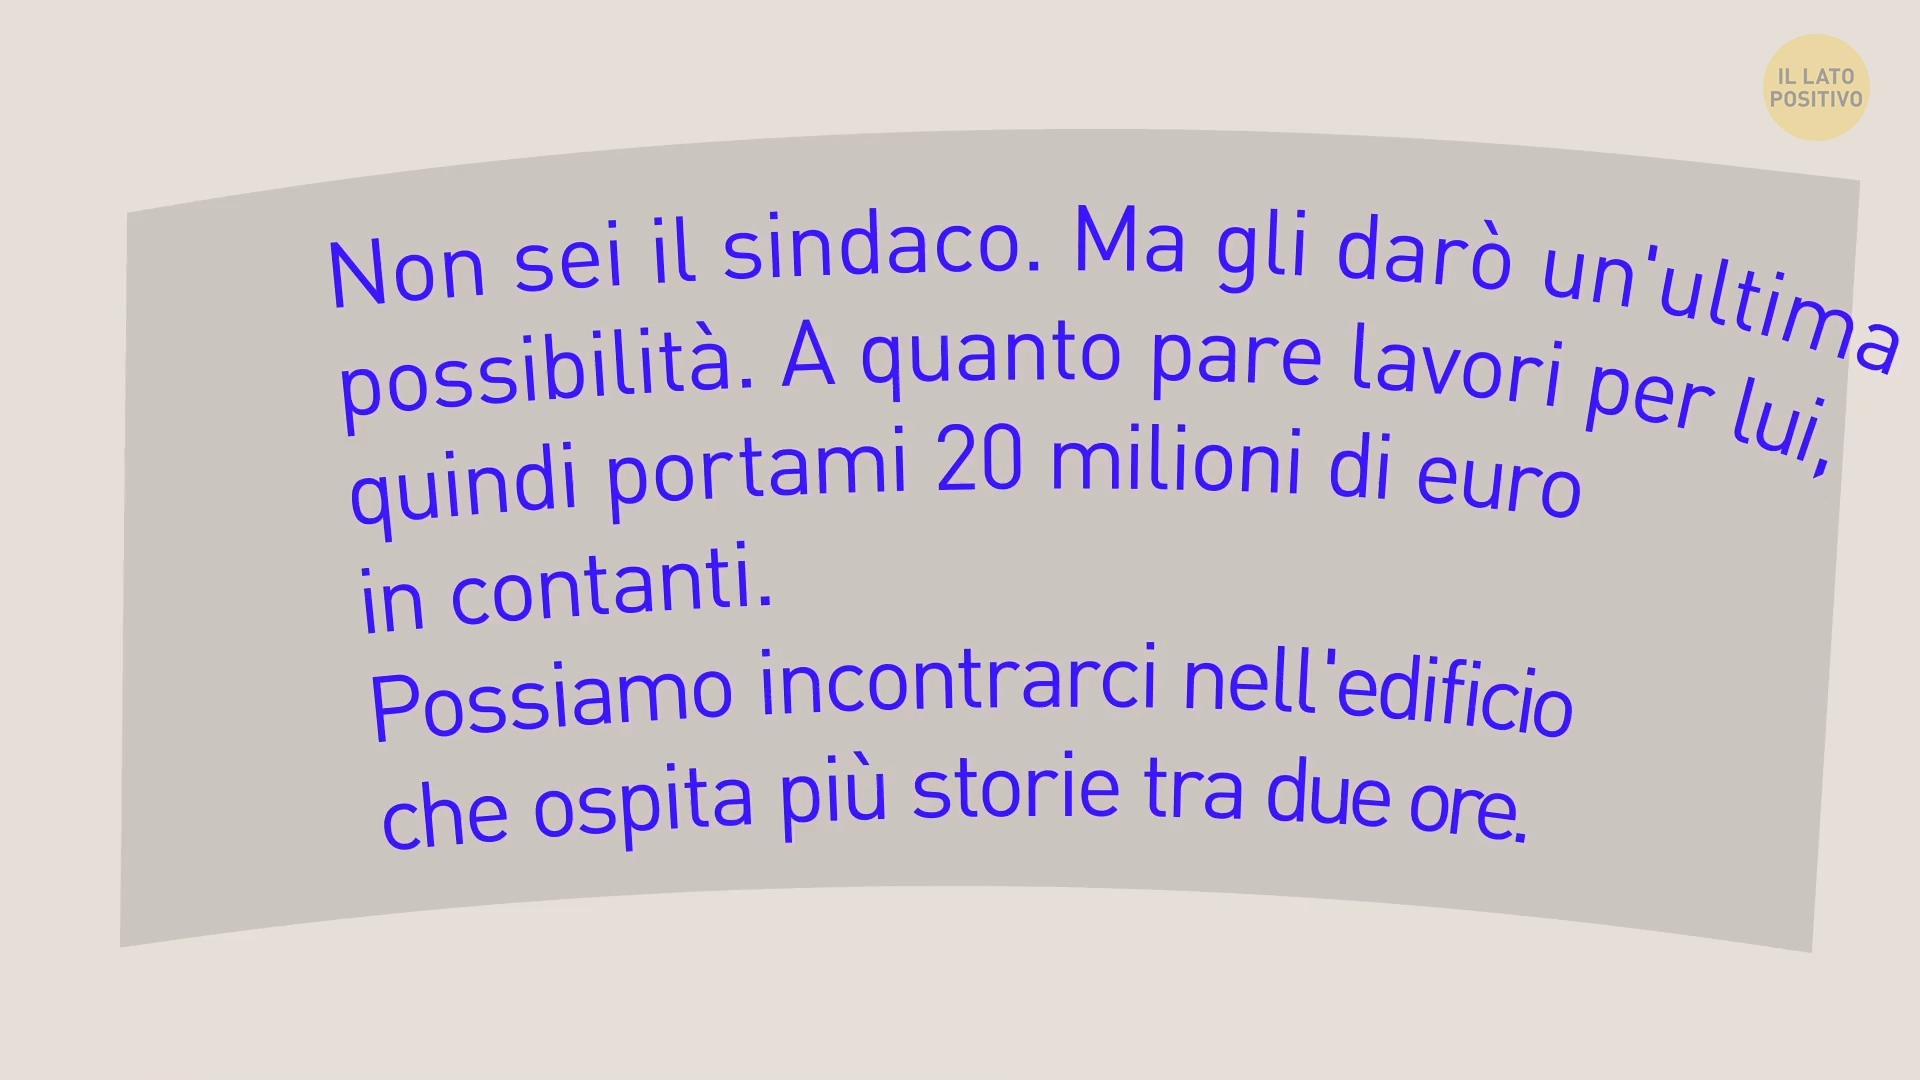 IL LATO
POSITIVO
Non sei il sindaco. Ma gli darò un'ultima
possibilità. A quanto pare lavori per lui,
quindi portami 20 milioni di euro
in contanti.
Possiamo incontrarci nell'edificio
che ospita più storie tra due ore.